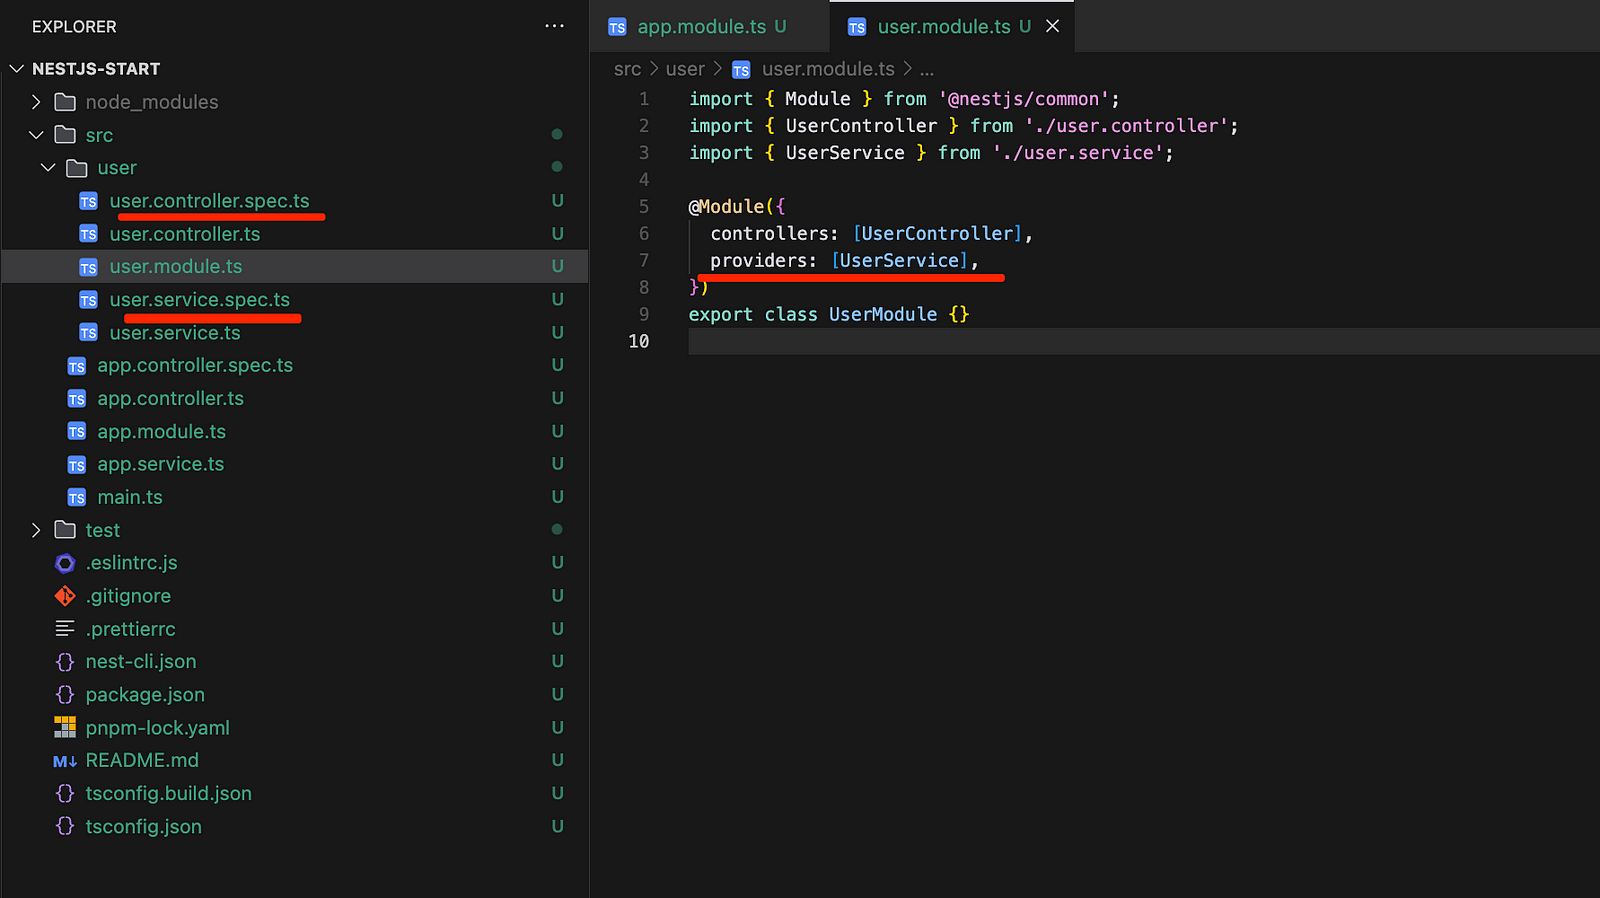 EXPLORER
NESTJS-START
node_modules
src
user
TS user.controller.spec.ts U
TS user.controller.ts U
TS user.module.ts U
TS user.service.spec.ts U
TS user.service.ts U
TS app.controller.spec.ts U
TS app.controller.ts U
TS app.module.ts U
TS app.service.ts U
TS main.ts U
test
.eslintrc.js U
.gitignore U
.prettierrc U
{} nest-cli.json U
{} package.json U
pnpm-lock.yaml U
M↓ README.md U
{} tsconfig.build.json U
{} tsconfig.json U
TS app.module.ts U
TS user.module.ts U
src > user > TS user.module.ts > ...
1 import { Module } from '@nestjs/common';
2 import { UserController } from './user.controller';
3 import { UserService } from './user.service';
4
5 @Module({
6 controllers: [UserController],
7 providers: [UserService],
8 })
9 export class UserModule {}
10